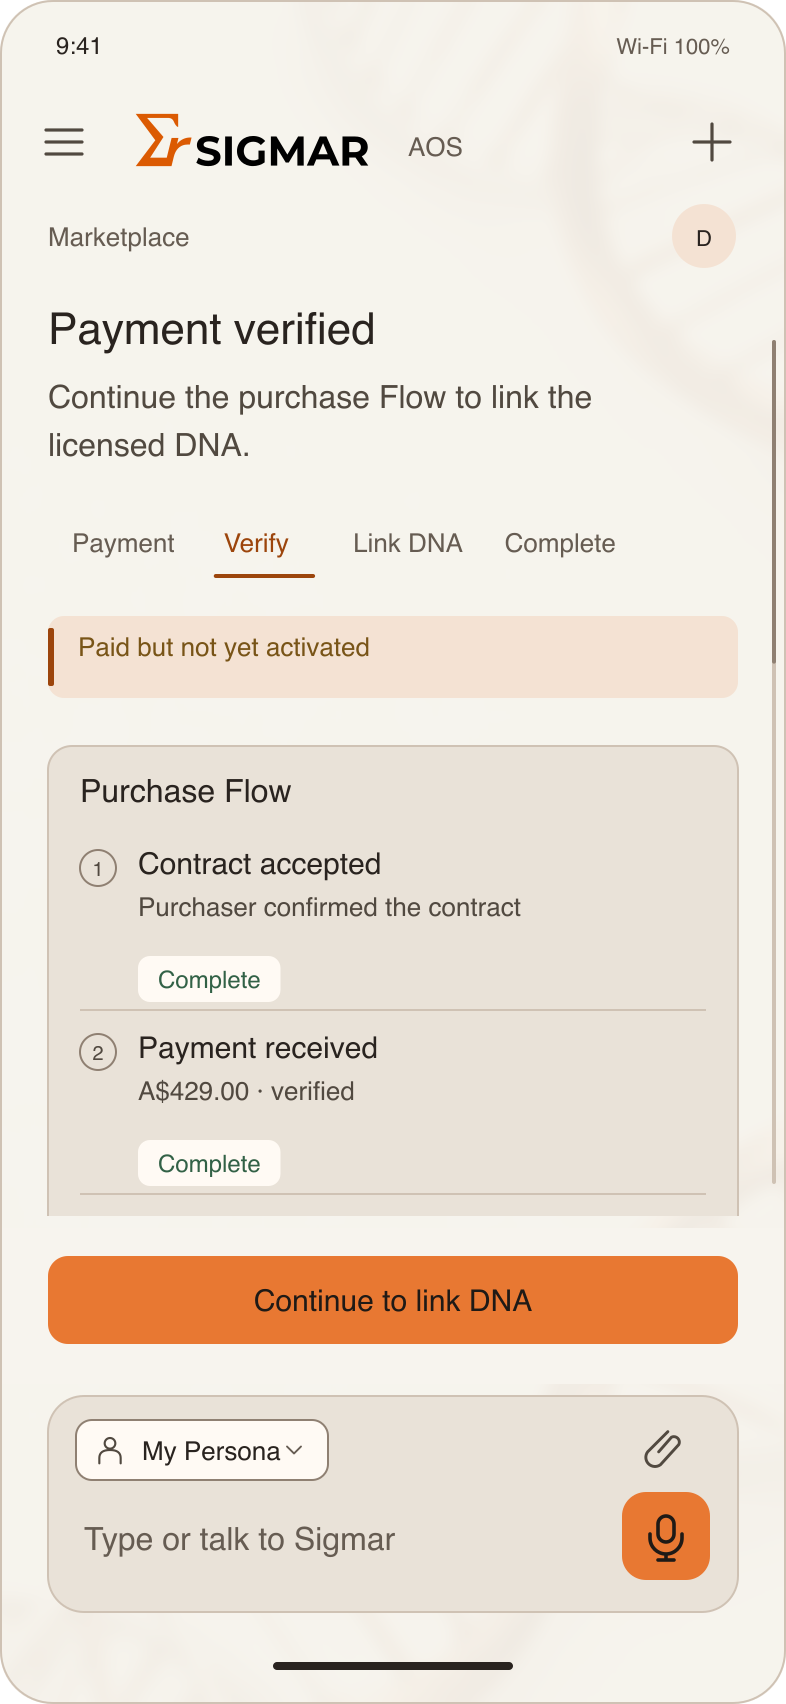 9:41
Wi-Fi 100%
Σr SIGMAR
AOS
Marketplace
D
Payment verified
Continue the purchase Flow to link the
licensed DNA.
Payment
Verify
Link DNA
Complete
Paid but not yet activated
Purchase Flow
1
Contract accepted
Purchaser confirmed the contract
Complete
2
Payment received
A$429.00 · verified
Complete
Continue to link DNA
My Persona
Type or talk to Sigmar